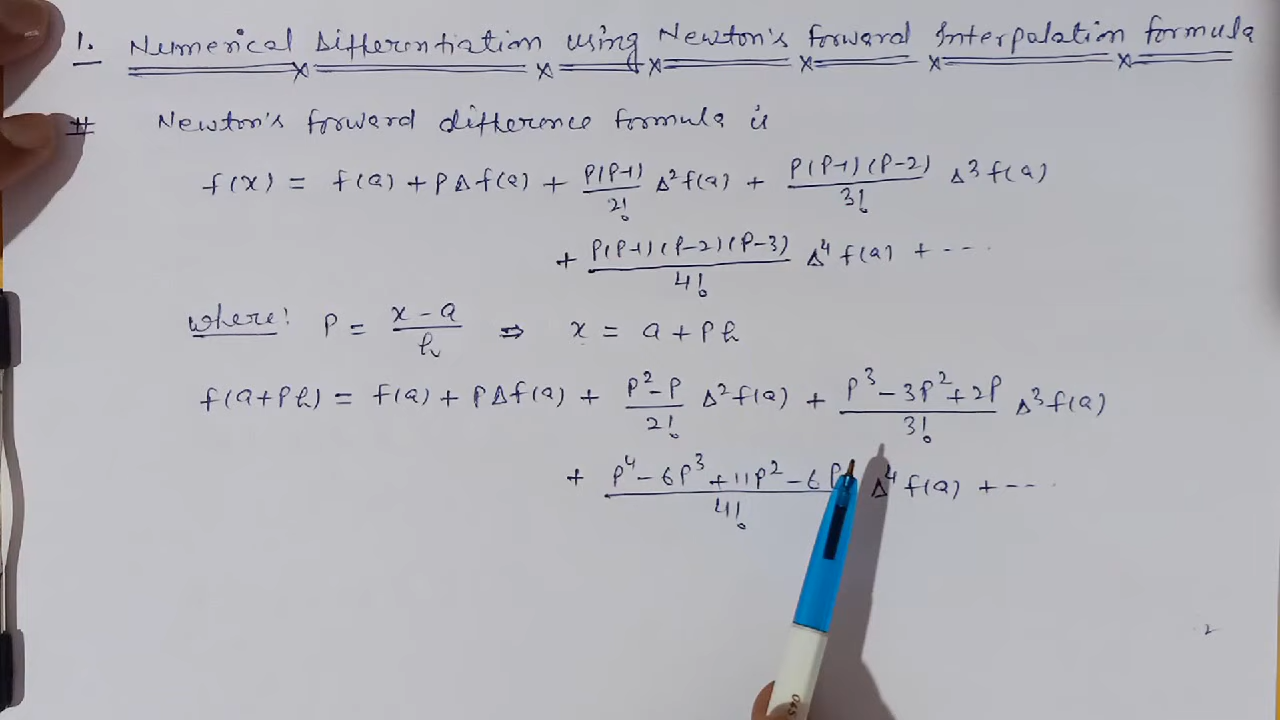 1. Numerical Differentiation using Newton's forward Interpolation formula
# Newton's forward difference formula is
f(x) = f(a) + PΔf(a) + P(P-1)/2! Δ²f(a) + P(P-1)(P-2)/3! Δ³f(a)
+ P(P-1)(P-2)(P-3)/4! Δ⁴f(a) + ----
where: P = x-a/h ⇒ x = a + Ph
f(a+Ph) = f(a) + PΔf(a) + P²-P/2! Δ²f(a) + P³-3P²+2P/3! Δ³f(a)
+ P⁴-6P³+11P²-6P/4! Δ⁴f(a) + ----
2
045